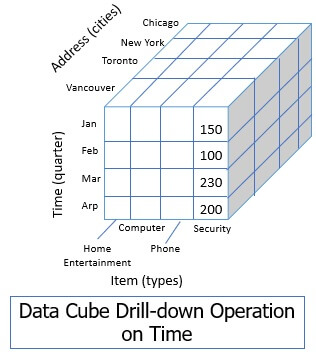 Address (cities)
Chicago
New York
Toronto
Vancouver
Time (quarter)
Jan
150
Feb
100
Mar
230
Arp
200
Computer
Security
Home
Entertainment
Phone
Item (types)
Data Cube Drill-down Operation
on Time